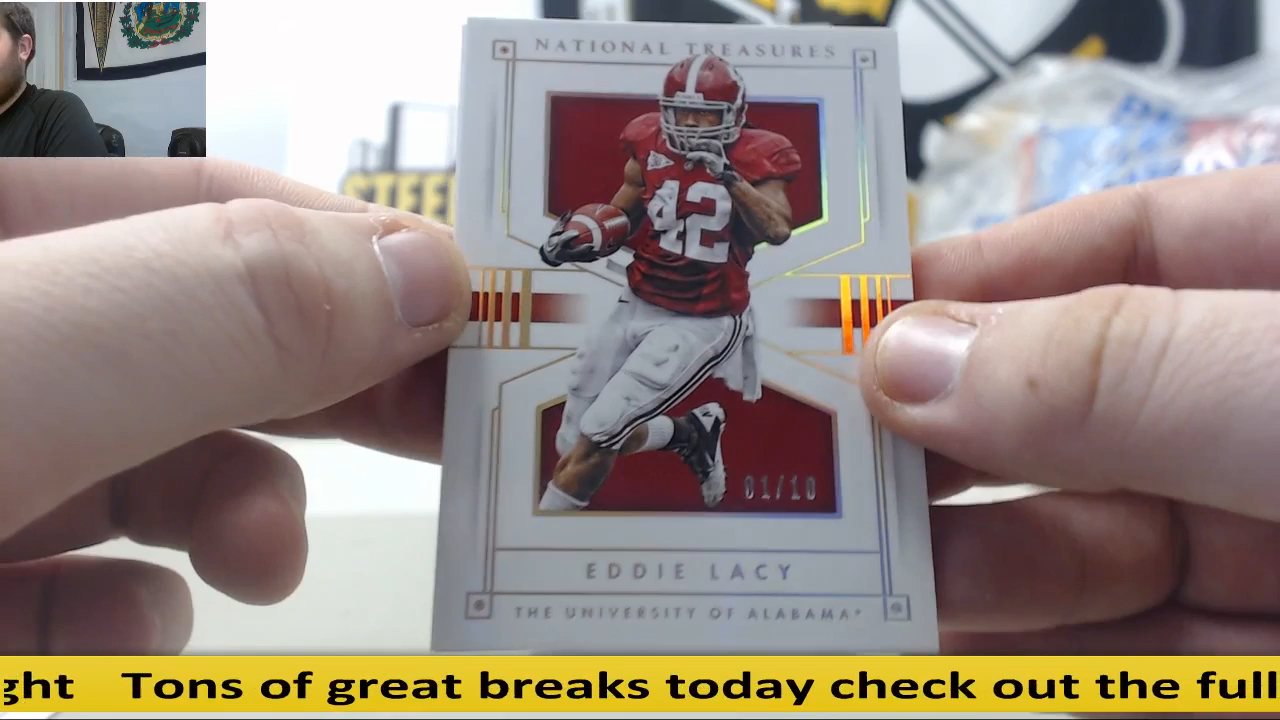 NATIONAL TREASURES
STEEL
42
01/10
EDDIE LACY
THE UNIVERSITY OF ALABAMA
ght Tons of great breaks today check out the full